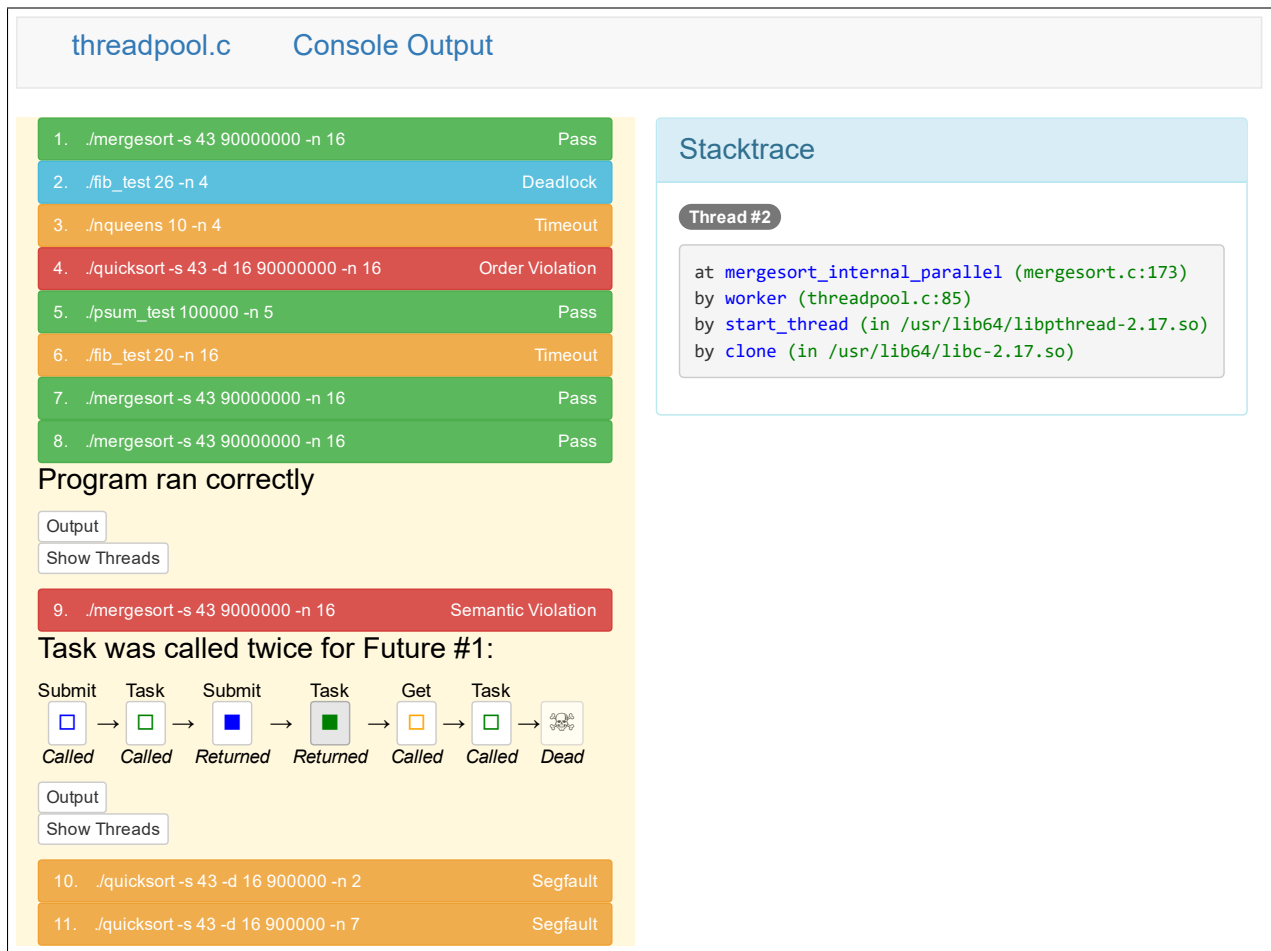 threadpool.c Console Output
1. ./mergesort -s 43 90000000 -n 16 Pass
2. ./fib_test 26 -n 4 Deadlock
3. ./nqueens 10 -n 4 Timeout
4. ./quicksort -s 43 -d 16 90000000 -n 16 Order Violation
5. ./psum_test 100000 -n 5 Pass
6. ./fib_test 20 -n 16 Timeout
7. ./mergesort -s 43 90000000 -n 16 Pass
8. ./mergesort -s 43 90000000 -n 16 Pass
Program ran correctly
Output
Show Threads
9. ./mergesort -s 43 9000000 -n 16 Semantic Violation
Task was called twice for Future #1:
Submit Task Submit Task Get Task
→ → → → → →
Called Called Returned Returned Called Called Dead
Output
Show Threads
10. ./quicksort -s 43 -d 16 900000 -n 2 Segfault
11. ./quicksort -s 43 -d 16 900000 -n 7 Segfault
Stacktrace
Thread #2
at mergesort_internal_parallel (mergesort.c:173)
by worker (threadpool.c:85)
by start_thread (in /usr/lib64/libpthread-2.17.so)
by clone (in /usr/lib64/libc-2.17.so)